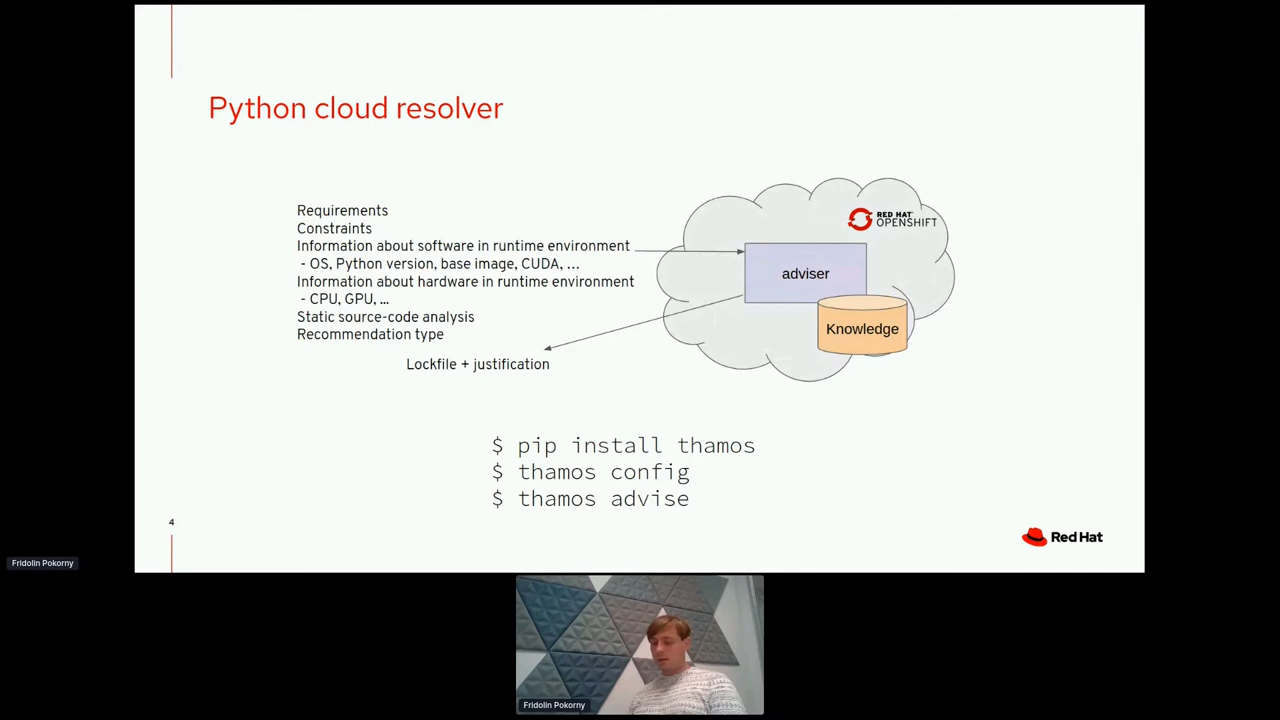 Python cloud resolver
Requirements
Constraints
Information about software in runtime environment
- OS, Python version, base image, CUDA, ...
Information about hardware in runtime environment
- CPU, GPU, ...
Static source-code analysis
Recommendation type
Lockfile + justification
RED HAT
OPENSHIFT
adviser
Knowledge
$ pip install thamos
$ thamos config
$ thamos advise
4
Red Hat
Fridolin Pokorny
Fridolin Pokorny